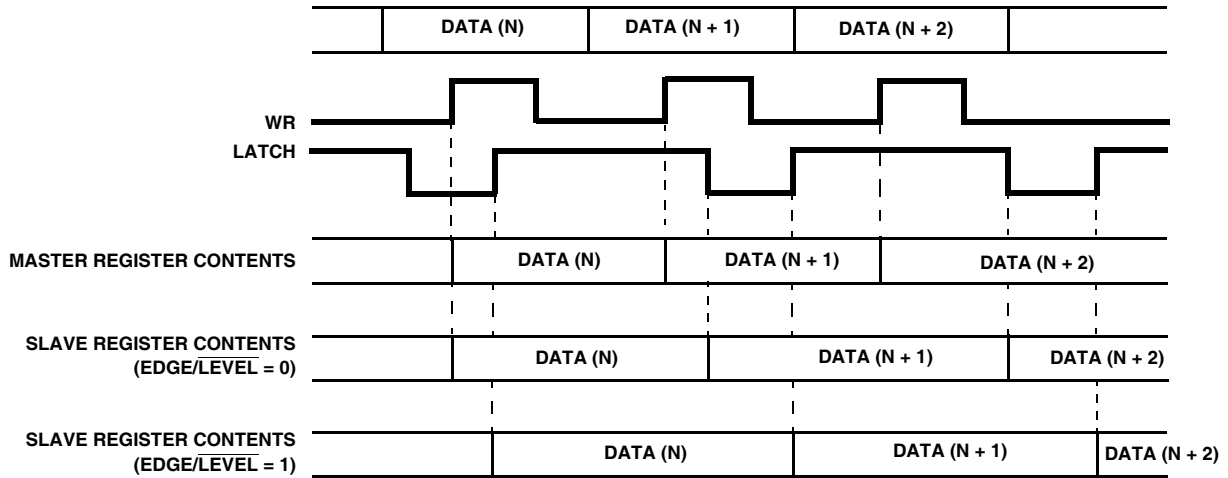 DATA (N) DATA (N + 1) DATA (N + 2)
WR
LATCH
MASTER REGISTER CONTENTS DATA (N) DATA (N + 1) DATA (N + 2)
SLAVE REGISTER CONTENTS
(EDGE/LEVEL = 0) DATA (N) DATA (N + 1) DATA (N + 2)
SLAVE REGISTER CONTENTS
(EDGE/LEVEL = 1) DATA (N) DATA (N + 1) DATA (N + 2)